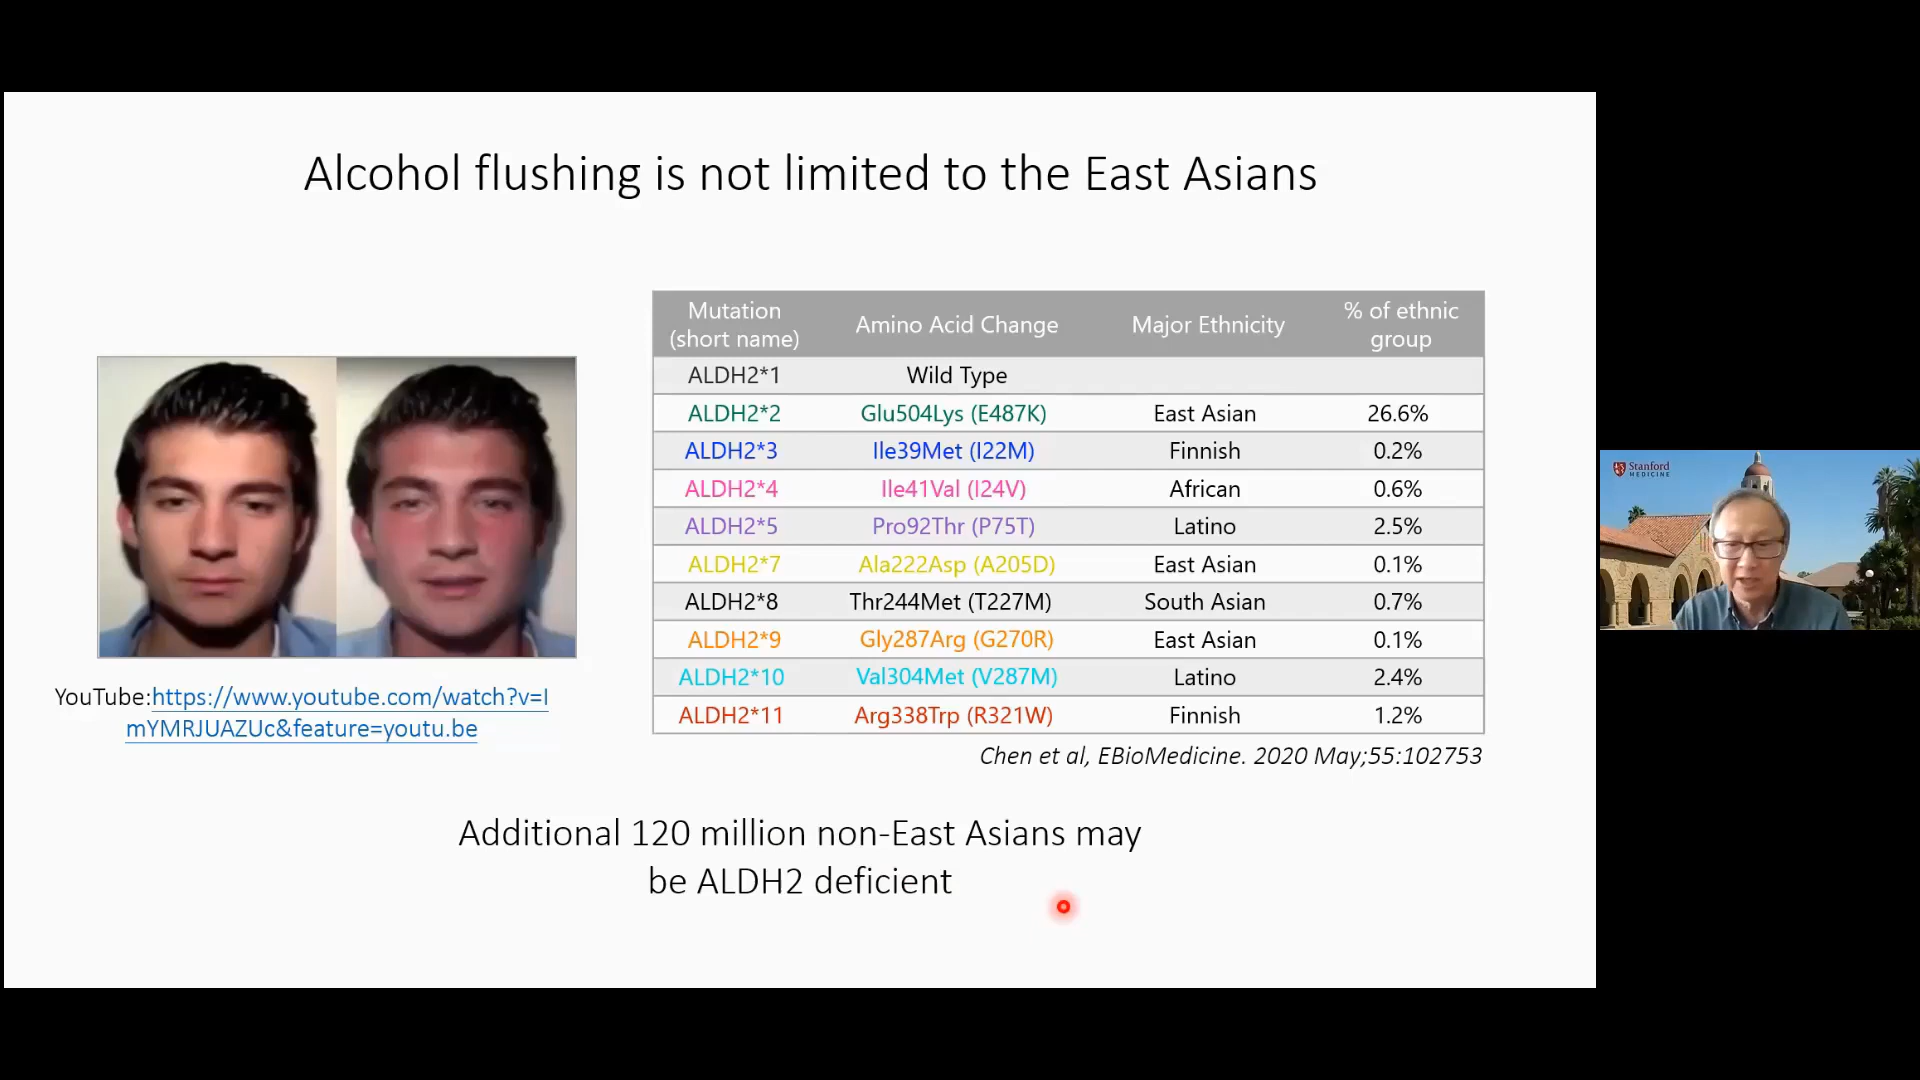 Alcohol flushing is not limited to the East Asians
YouTube:https://www.youtube.com/watch?v=I
mYMRJUAZUc&feature=youtu.be
Mutation (short name) Amino Acid Change Major Ethnicity % of ethnic group
ALDH2*1 Wild Type
ALDH2*2 Glu504Lys (E487K) East Asian 26.6%
ALDH2*3 Ile39Met (I22M) Finnish 0.2%
ALDH2*4 Ile41Val (I24V) African 0.6%
ALDH2*5 Pro92Thr (P75T) Latino 2.5%
ALDH2*7 Ala222Asp (A205D) East Asian 0.1%
ALDH2*8 Thr244Met (T227M) South Asian 0.7%
ALDH2*9 Gly287Arg (G270R) East Asian 0.1%
ALDH2*10 Val304Met (V287M) Latino 2.4%
ALDH2*11 Arg338Trp (R321W) Finnish 1.2%
Chen et al, EBioMedicine. 2020 May;55:102753
Additional 120 million non-East Asians may
be ALDH2 deficient
Stanford
MEDICINE